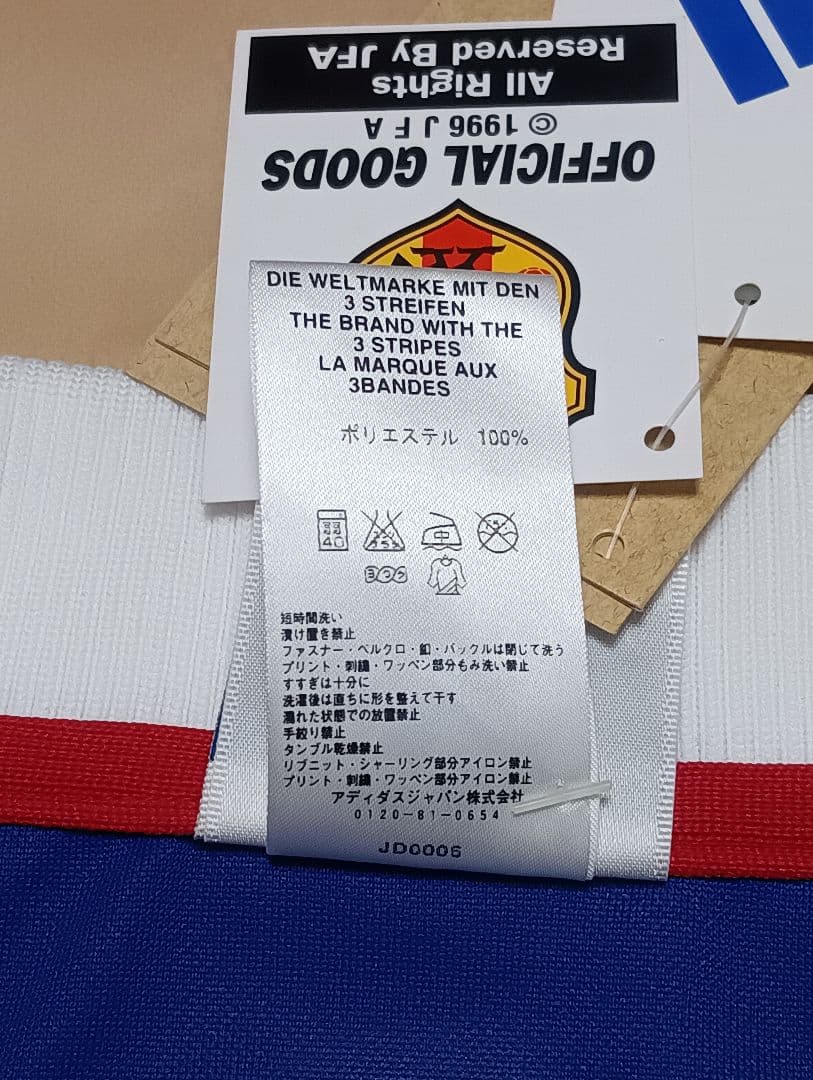 All Rights
Reserved By JFA
© 1996 J F A
OFFICIAL GOODS
DIE WELTMARKE MIT DEN
3 STREIFEN
THE BRAND WITH THE
3 STRIPES
LA MARQUE AUX
3BANDES
ポリエステル 100%
40
中
ヨワク
短時間洗い
漬け置き禁止
ファスナー・ベルクロ・釦・バックルは閉じて洗う
プリント・刺繍・ワッペン部分もみ洗い禁止
すすぎは十分に
洗濯後は直ちに形を整えて干す
濡れた状態での放置禁止
手絞り禁止
タンブル乾燥禁止
リブニット・シャーリング部分アイロン禁止
プリント・刺繍・ワッペン部分アイロン禁止
アディダスジャパン株式会社
0120-81-0654
JD0006